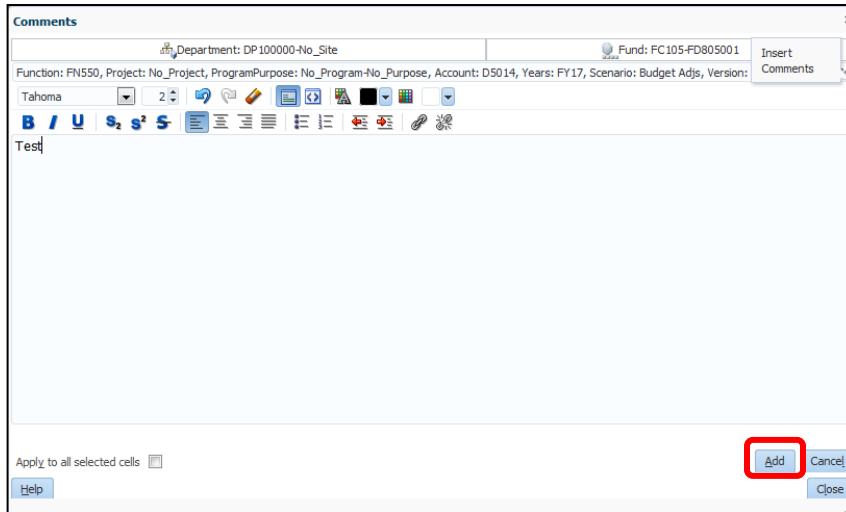 Comments
Department: DP100000-No_Site
Fund: FC105-FD805001
Insert
Comments
Function: FN550, Project: No_Project, ProgramPurpose: No_Program-No_Purpose, Account: D5014, Years: FY17, Scenario: Budget Adjs, Version:
Tahoma 2
B I U S2 S² S
Test
Apply to all selected cells
Add
Cancel
Help
Close